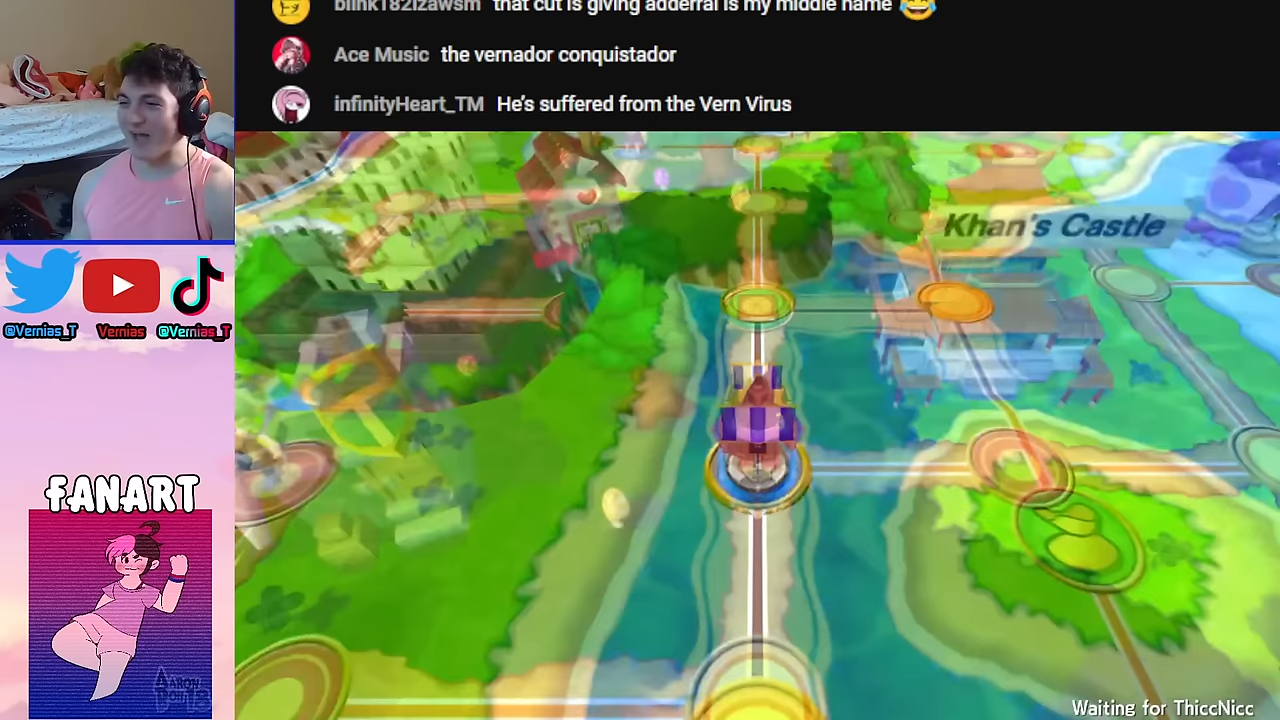 blink182izawsm that cut is giving adderral is my middle name 😂
Ace Music the vernador conquistador
infinityHeart_TM He's suffered from the Vern Virus
Khan's Castle
@Vernias_T Vernias @Vernias_T
FANART
Waiting for ThiccNicc